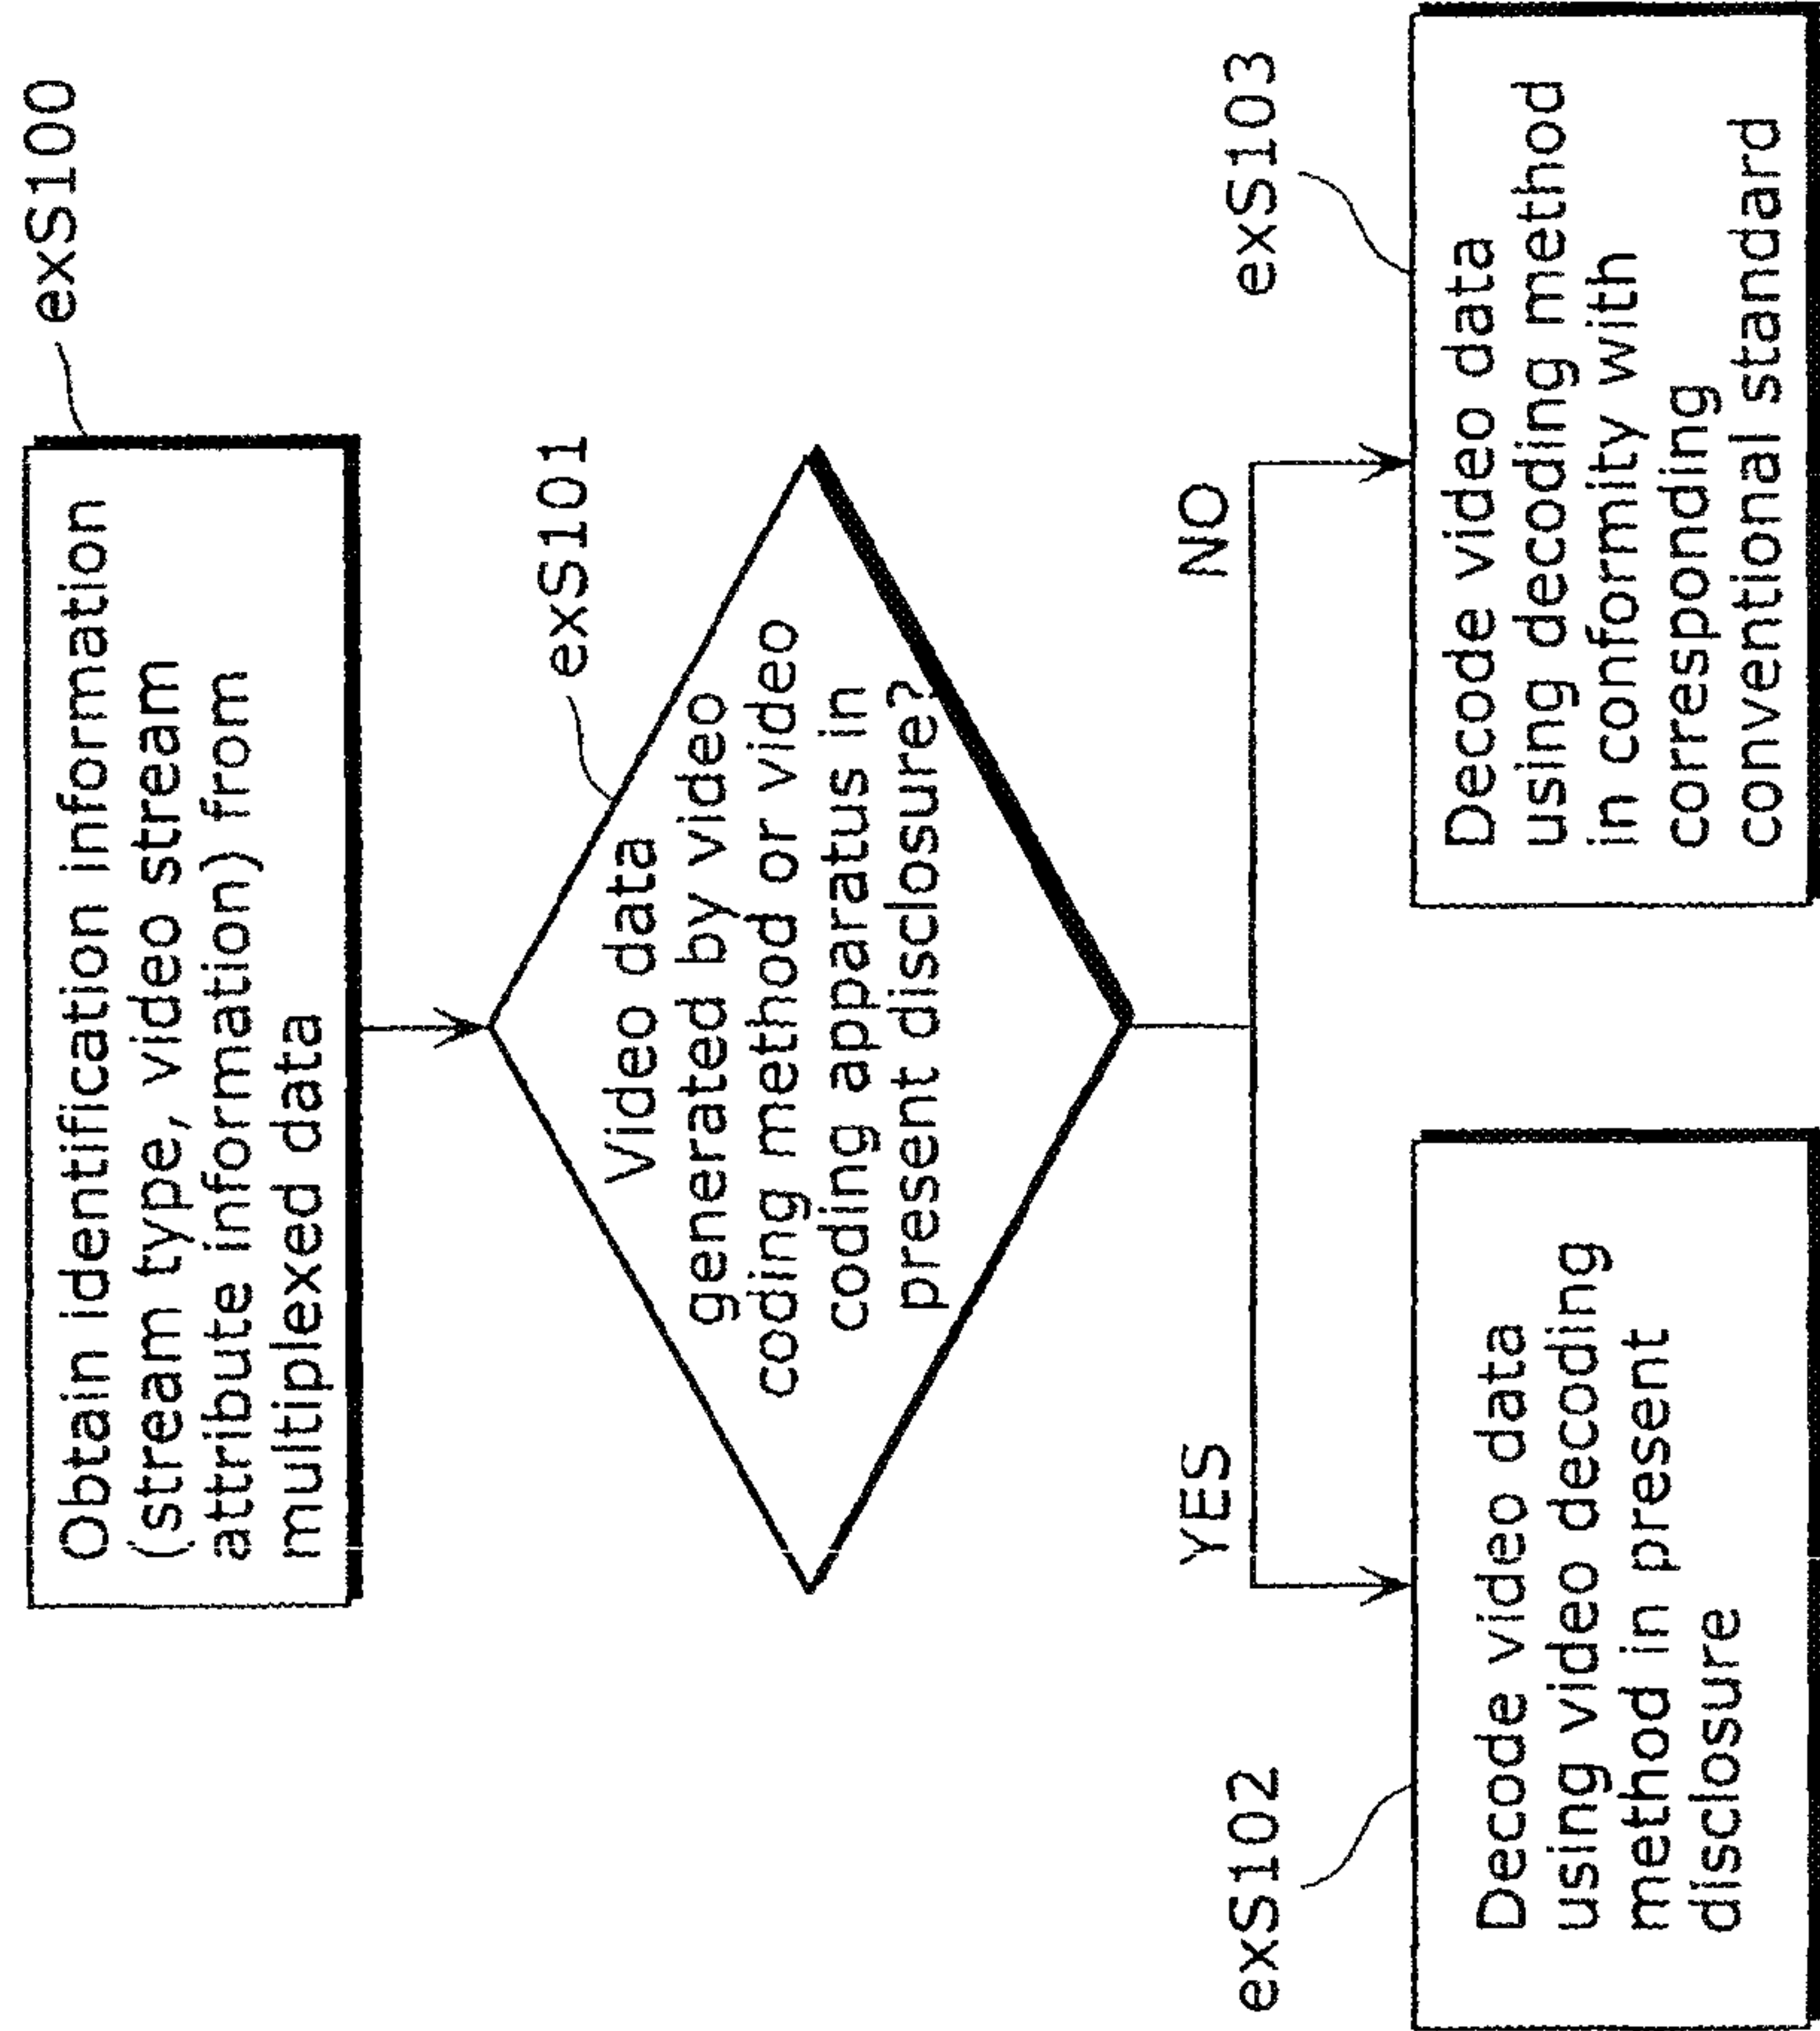 exS100
Obtain identification information
(stream type, video stream
attribute information) from
multiplexed data
exS101
Video data
generated by video
coding method or video
coding apparatus in
present disclosure?
YES
NO
exS102
Decode video data
using video decoding
method in present
disclosure
exS103
Decode video data
using decoding method
in conformity with
corresponding
conventional standard